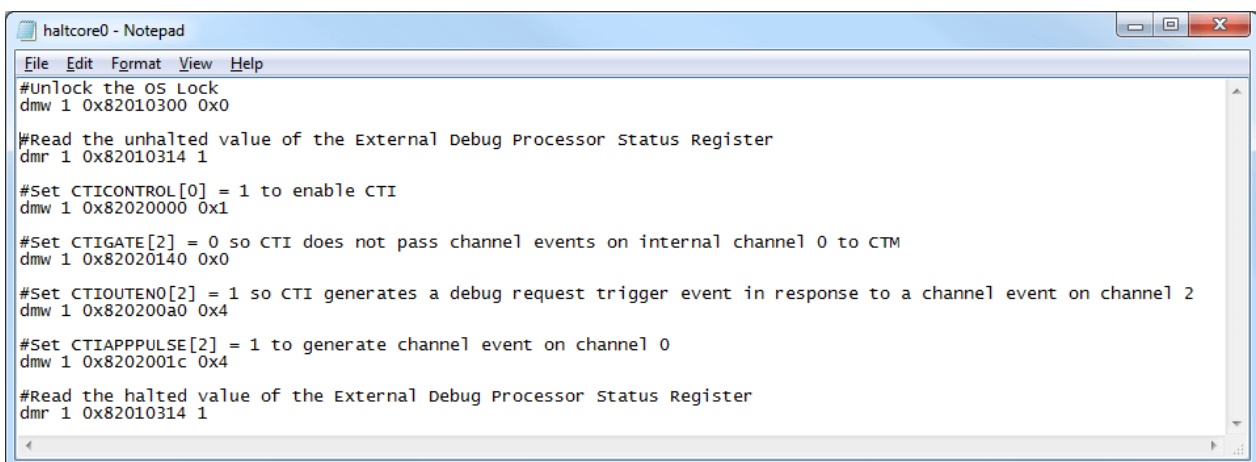 haltcore0 - Notepad
File Edit Format View Help
#Unlock the OS Lock
dmw 1 0x82010300 0x0
#Read the unhalted value of the External Debug Processor Status Register
dmr 1 0x82010314 1
#Set CTICONTROL[0] = 1 to enable CTI
dmw 1 0x82020000 0x1
#Set CTIGATE[2] = 0 so CTI does not pass channel events on internal channel 0 to CTM
dmw 1 0x82020140 0x0
#Set CTIOUTEN0[2] = 1 so CTI generates a debug request trigger event in response to a channel event on channel 2
dmw 1 0x820200a0 0x4
#Set CTIAPPPULSE[2] = 1 to generate channel event on channel 0
dmw 1 0x8202001c 0x4
#Read the halted value of the External Debug Processor Status Register
dmr 1 0x82010314 1